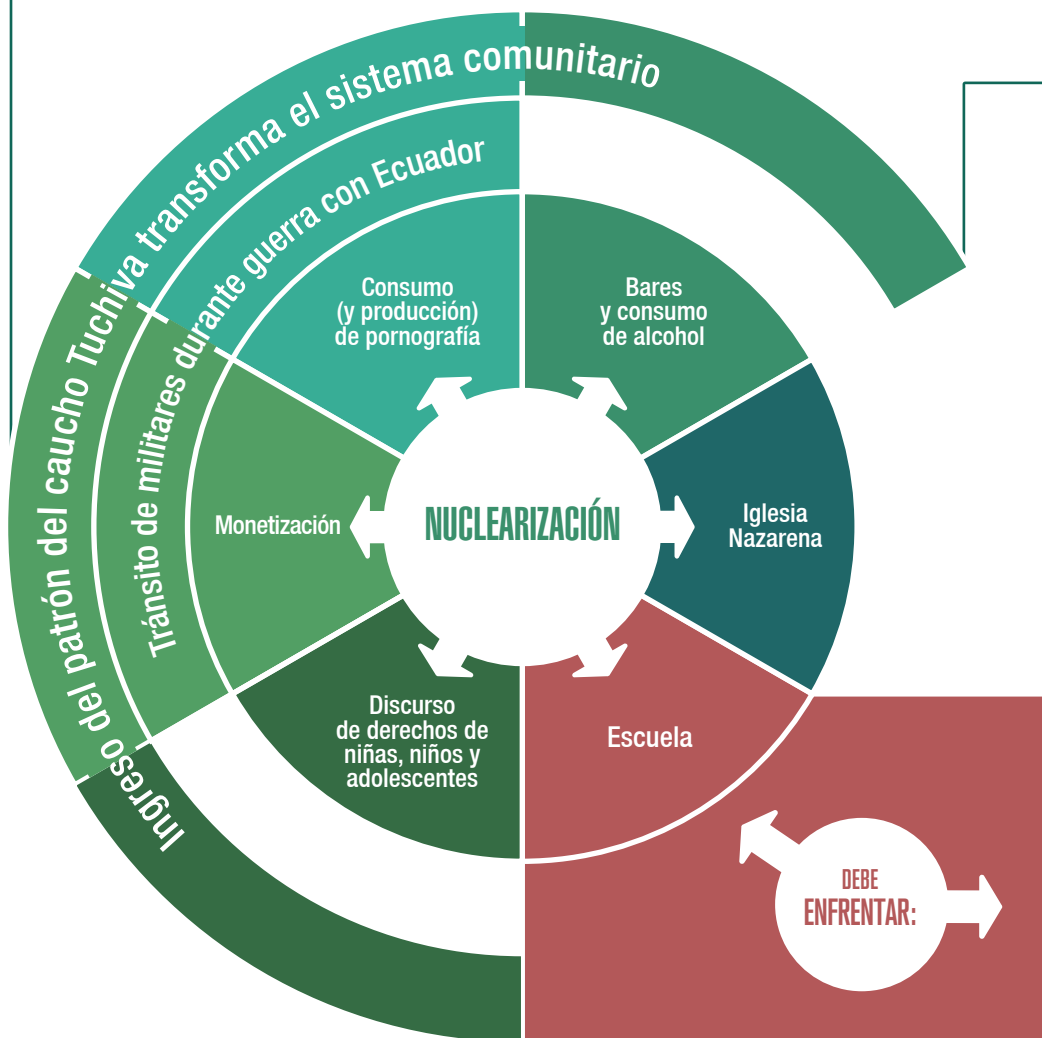 Ingreso del patrón del caucho Tuchiva transforma el sistema comunitario
Tránsito de militares durante guerra con Ecuador
Consumo
(y producción)
de pornografía
Bares
y consumo
de alcohol
Monetización
NUCLEARIZACIÓN
Iglesia
Nazarena
Discurso
de derechos de
niñas, niños y
adolescentes
Escuela
DEBE
ENFRENTAR: